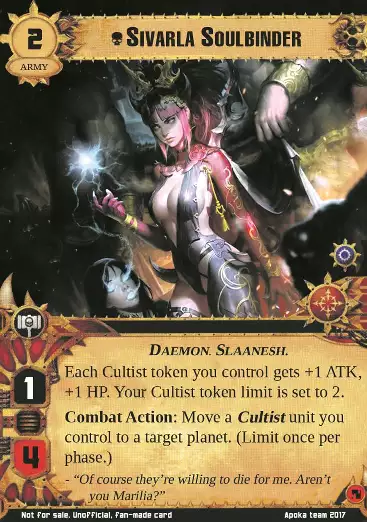 2
ARMY
SIVARLA SOULBINDER
DAEMON. SLAANESH.
Each Cultist token you control gets +1 ATK,
+1 HP. Your Cultist token limit is set to 2.
1
Combat Action: Move a Cultist unit you
control to a target planet. (Limit once per
phase.)
4
- “Of course they’re willing to die for me. Aren’t
you Marilia?”
Not for sale. Unofficial, fan-made card
Apoka team 2017